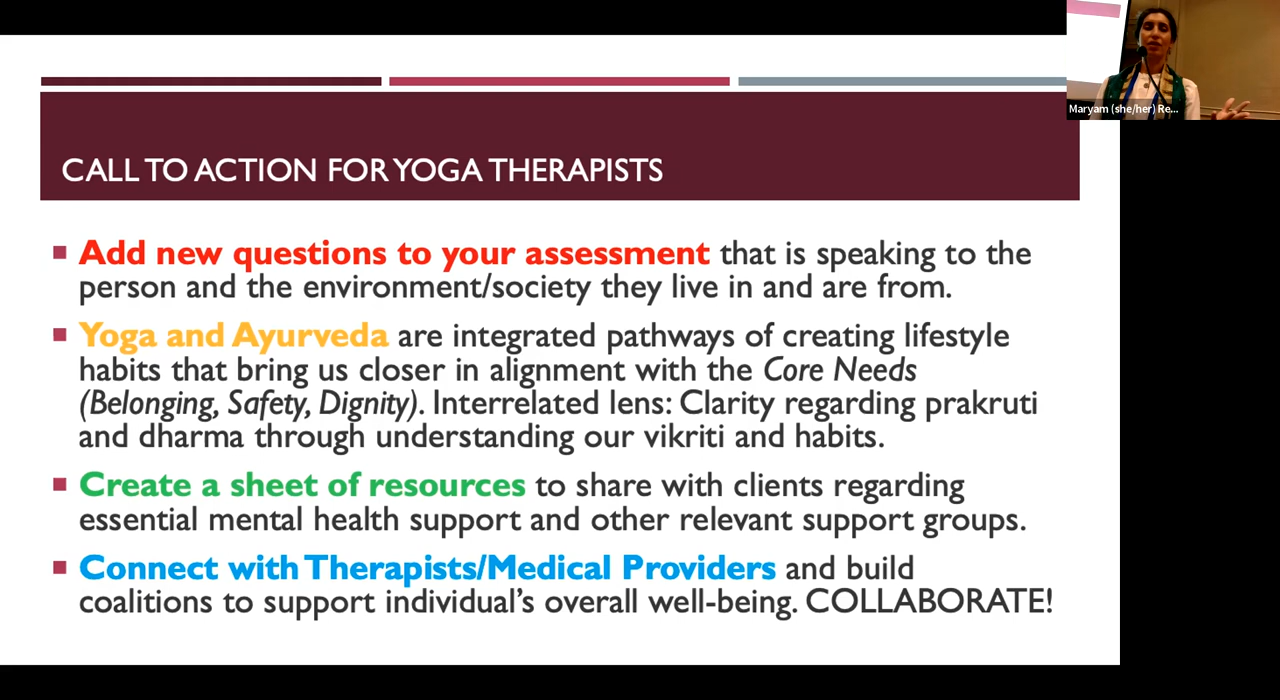 Maryam (she/her) Re...
CALL TO ACTION FOR YOGA THERAPISTS
Add new questions to your assessment that is speaking to the
person and the environment/society they live in and are from.
Yoga and Ayurveda are integrated pathways of creating lifestyle
habits that bring us closer in alignment with the Core Needs
(Belonging, Safety, Dignity). Interrelated lens: Clarity regarding prakruti
and dharma through understanding our vikriti and habits.
Create a sheet of resources to share with clients regarding
essential mental health support and other relevant support groups.
Connect with Therapists/Medical Providers and build
coalitions to support individual’s overall well-being. COLLABORATE!